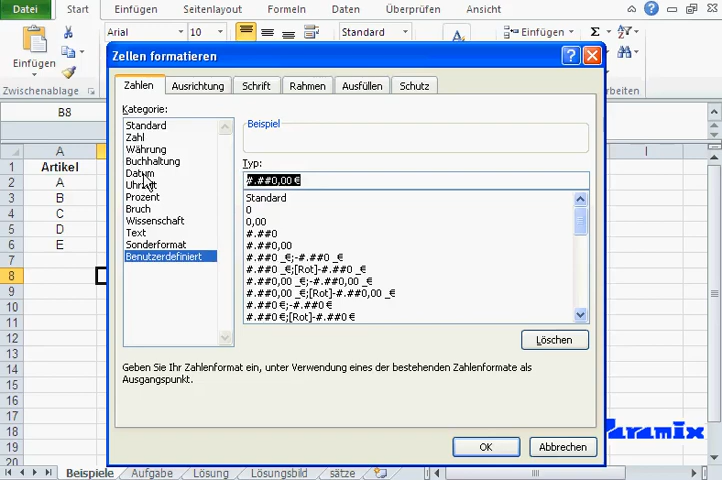 Datei Start Einfügen Seitenlayout Formeln Daten Überprüfen Ansicht
Einfügen
Zwischenablage
Arial 10 Standard Einfügen
B8
Zellen formatieren
Zahlen Ausrichtung Schrift Rahmen Ausfüllen Schutz
Kategorie:
Standard
Zahl
Währung
Buchhaltung
Datum
Uhrzeit
Prozent
Bruch
Wissenschaft
Text
Sonderformat
Benutzerdefiniert
Beispiel
Typ:
#.##0,00 €
Standard
0
0,00
#.##0
#.##0,00
#.##0 _€;-#.##0 _€
#.##0 _€;[Rot]-#.##0 _€
#.##0,00 _€;-#.##0,00 _€
#.##0,00 _€;[Rot]-#.##0,00 _€
#.##0 €;-#.##0 €
#.##0 €;[Rot]-#.##0 €
Löschen
Geben Sie Ihr Zahlenformat ein, unter Verwendung eines der bestehenden Zahlenformate als
Ausgangspunkt.
OK Abbrechen
A I
1 Artikel
2 A
3 B
4 C
5 D
6 E
7
8
9
10
11
12
13
14
15
16
17
18
19
20
Beispiele Aufgabe Lösung Lösungsbild sätze